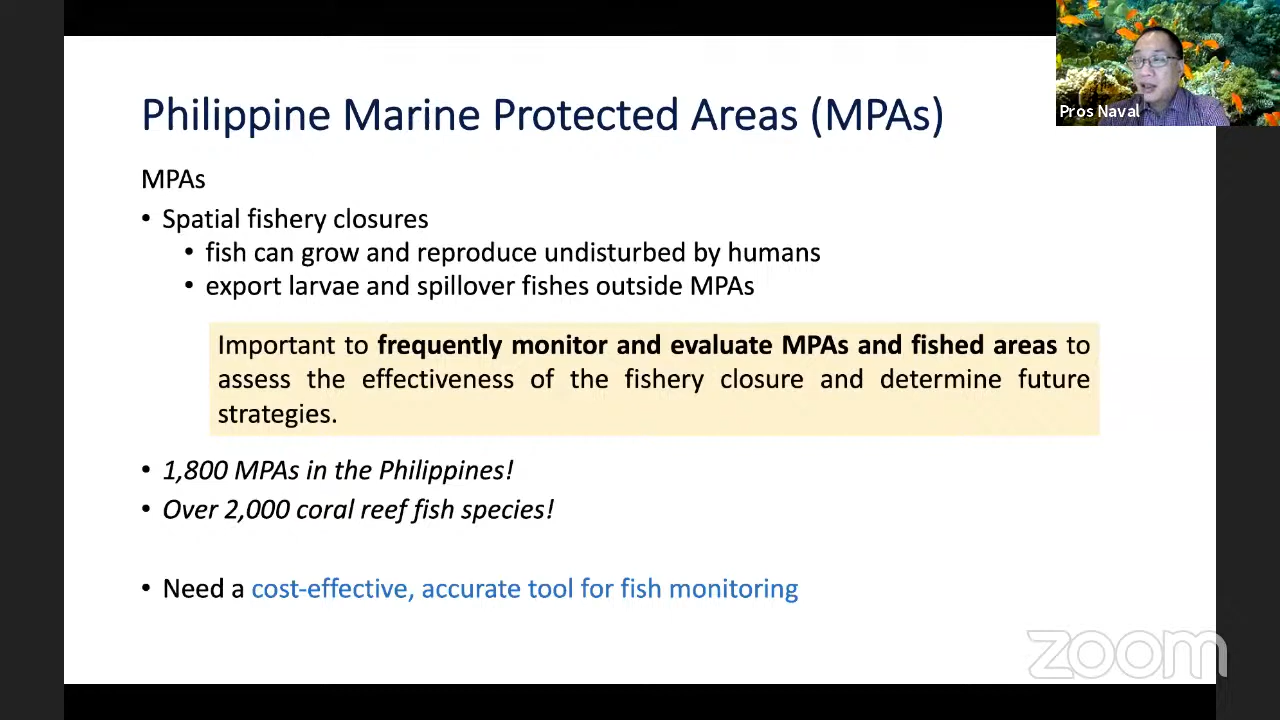 Philippine Marine Protected Areas (MPAs)
Pros Naval
MPAs
• Spatial fishery closures
• fish can grow and reproduce undisturbed by humans
• export larvae and spillover fishes outside MPAs
Important to frequently monitor and evaluate MPAs and fished areas to
assess the effectiveness of the fishery closure and determine future
strategies.
• 1,800 MPAs in the Philippines!
• Over 2,000 coral reef fish species!
• Need a cost-effective, accurate tool for fish monitoring
zoom